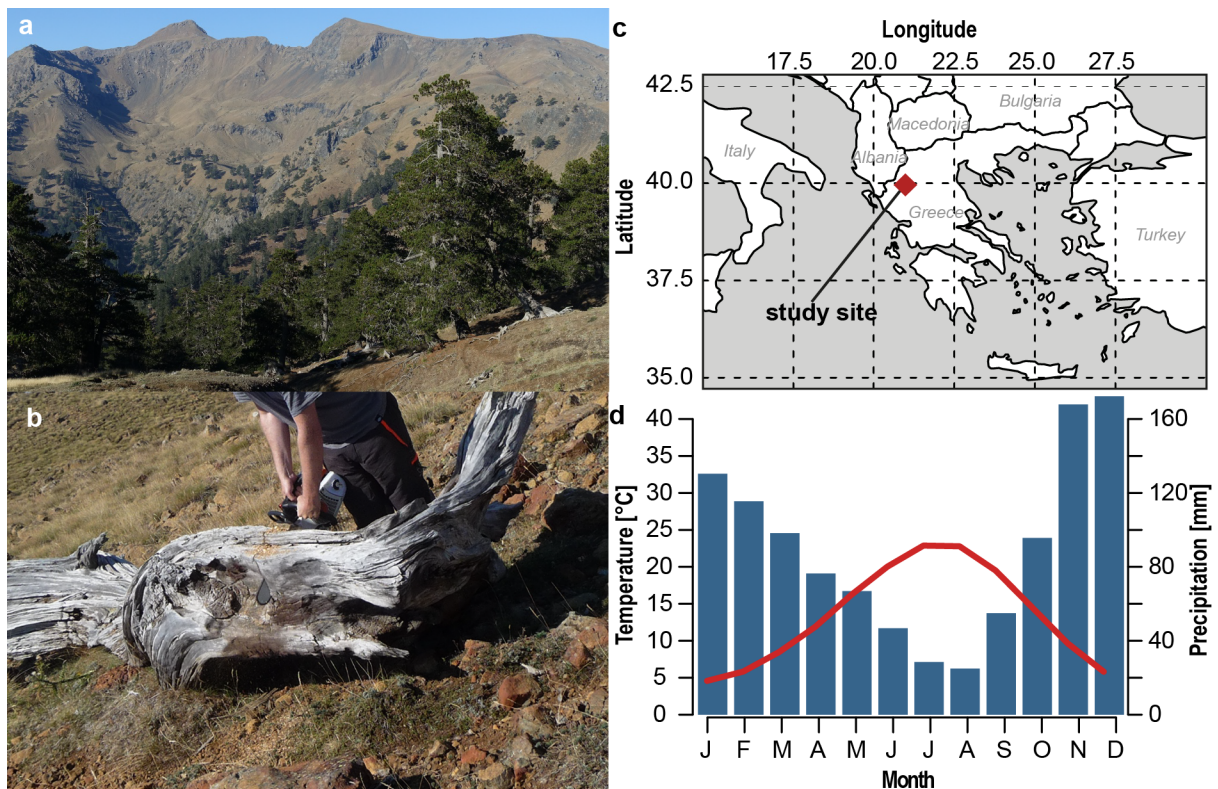 a
b
c
Longitude
17.5 20.0 22.5 25.0 27.5
Latitude
42.5
40.0
37.5
35.0
Bulgaria
Macedonia
Italy
Albania
Greece
Turkey
study site
d
Temperature [°C]
40
35
30
25
20
15
10
5
0
160
120
80
40
0
Precipitation [mm]
J F M A M J J A S O N D
Month